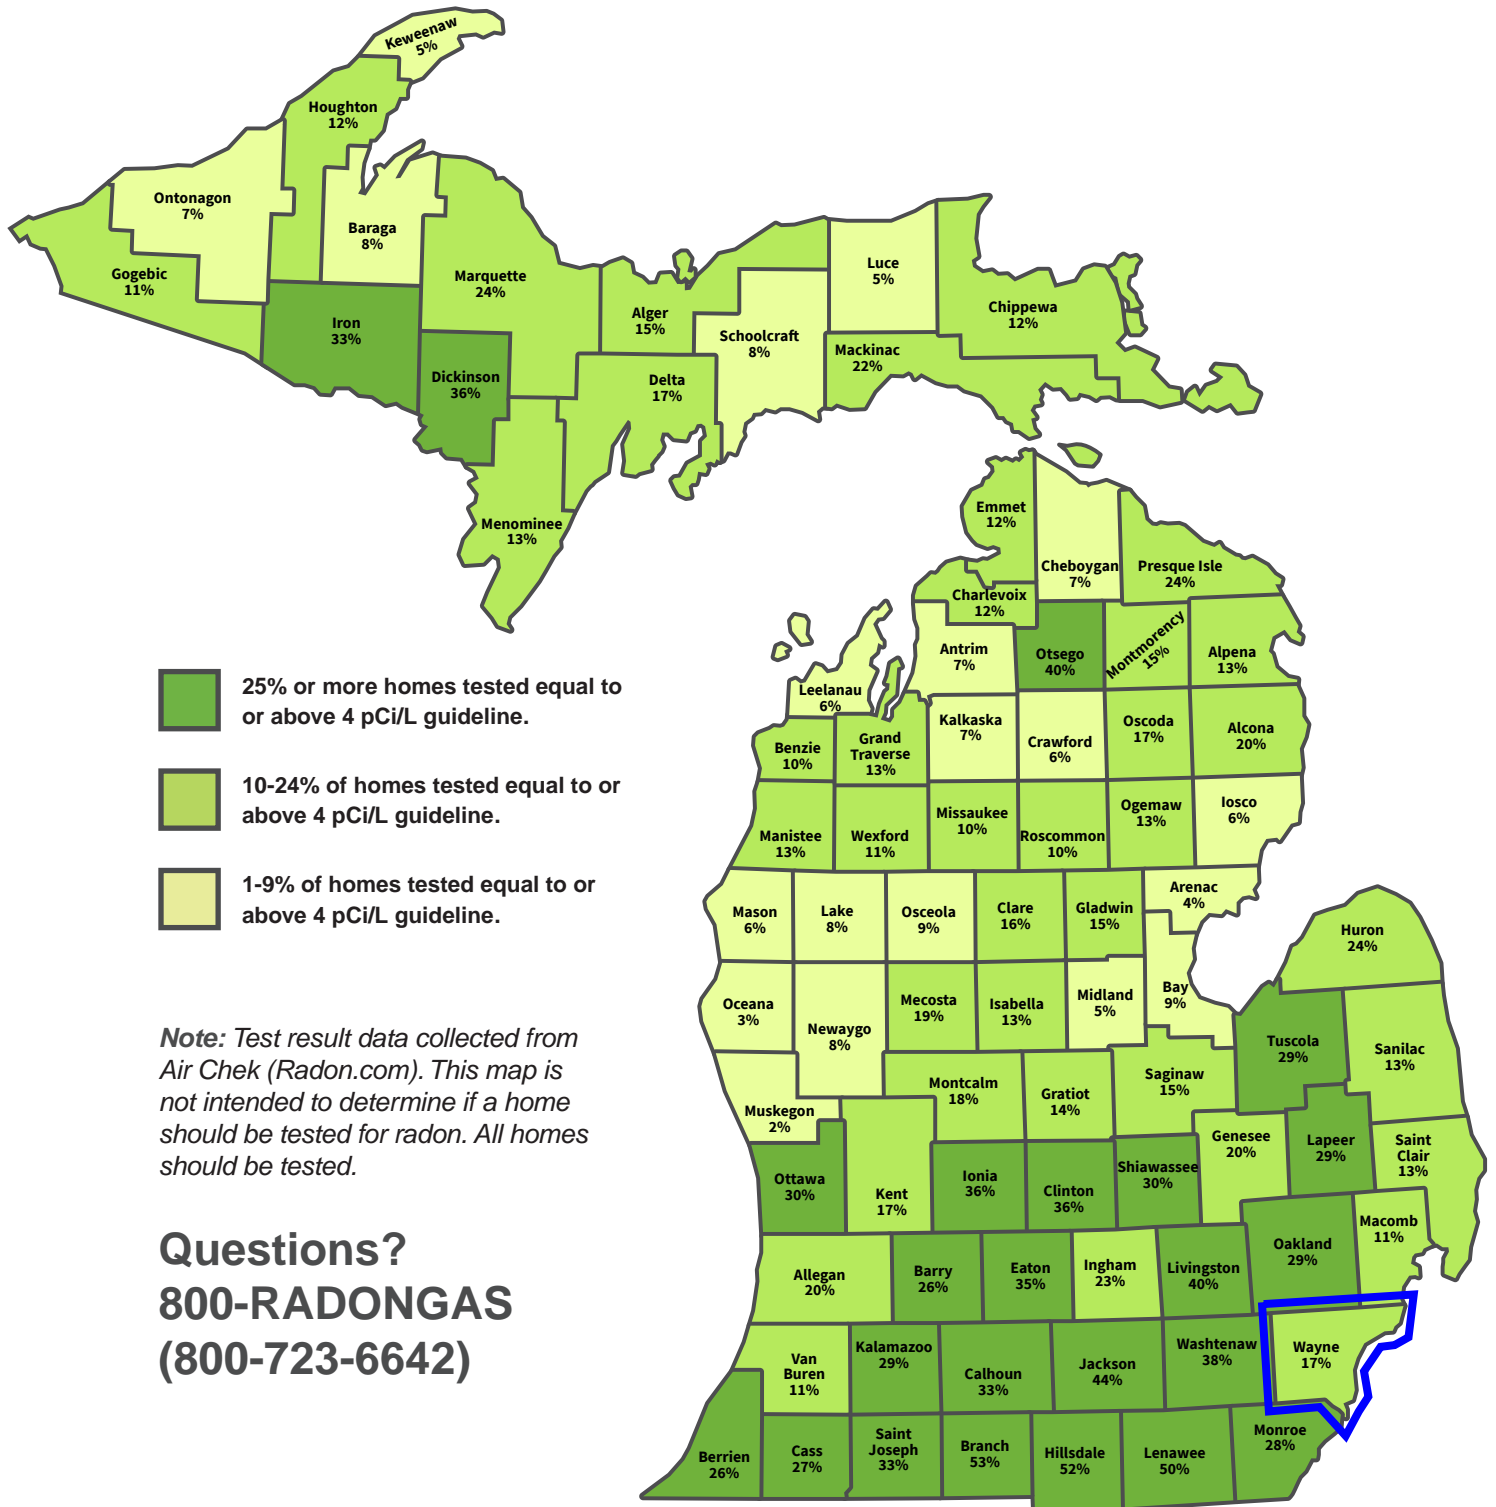 Keweenaw
5%
Houghton
12%
Ontonagon
7%
Baraga
8%
Gogebic
11%
Marquette
24%
Iron
33%
Dickinson
36%
Alger
15%
Delta
17%
Schoolcraft
8%
Luce
5%
Mackinac
22%
Chippewa
12%
Menominee
13%
Emmet
12%
Cheboygan
7%
Presque Isle
24%
Charlevoix
12%
Antrim
7%
Otsego
40%
Montmorency
15%
Alpena
13%
Leelanau
6%
Benzie
10%
Grand
Traverse
13%
Kalkaska
7%
Crawford
6%
Oscoda
17%
Alcona
20%
Manistee
13%
Wexford
11%
Missaukee
10%
Roscommon
10%
Ogemaw
13%
Iosco
6%
Mason
6%
Lake
8%
Osceola
9%
Clare
16%
Gladwin
15%
Arenac
4%
Huron
24%
Oceana
3%
Newaygo
8%
Mecosta
19%
Isabella
13%
Midland
5%
Bay
9%
Tuscola
29%
Sanilac
13%
Muskegon
2%
Montcalm
18%
Gratiot
14%
Saginaw
15%
Genesee
20%
Lapeer
29%
Saint
Clair
13%
Ottawa
30%
Kent
17%
Ionia
36%
Clinton
36%
Shiawassee
30%
Macomb
11%
Oakland
29%
Allegan
20%
Barry
26%
Eaton
35%
Ingham
23%
Livingston
40%
Van
Buren
11%
Kalamazoo
29%
Calhoun
33%
Jackson
44%
Washtenaw
38%
Wayne
17%
Berrien
26%
Cass
27%
Saint
Joseph
33%
Branch
53%
Hillsdale
52%
Lenawee
50%
Monroe
28%
25% or more homes tested equal to
or above 4 pCi/L guideline.
10-24% of homes tested equal to or
above 4 pCi/L guideline.
1-9% of homes tested equal to or
above 4 pCi/L guideline.
Note: Test result data collected from
Air Chek (Radon.com). This map is
not intended to determine if a home
should be tested for radon. All homes
should be tested.
Questions?
800-RADONGAS
(800-723-6642)